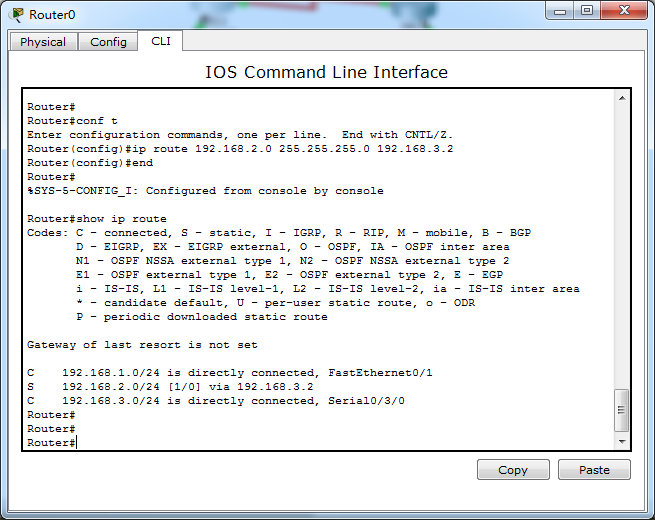 Router0
Physical Config CLI
IOS Command Line Interface
Router#
Router#conf t
Enter configuration commands, one per line.  End with CNTL/Z.
Router(config)#ip route 192.168.2.0 255.255.255.0 192.168.3.2
Router(config)#end
Router#
%SYS-5-CONFIG_I: Configured from console by console
Router#show ip route
Codes: C - connected, S - static, I - IGRP, R - RIP, M - mobile, B - BGP
D - EIGRP, EX - EIGRP external, O - OSPF, IA - OSPF inter area
N1 - OSPF NSSA external type 1, N2 - OSPF NSSA external type 2
E1 - OSPF external type 1, E2 - OSPF external type 2, E - EGP
i - IS-IS, L1 - IS-IS level-1, L2 - IS-IS level-2, ia - IS-IS inter area
* - candidate default, U - per-user static route, o - ODR
P - periodic downloaded static route
Gateway of last resort is not set
C    192.168.1.0/24 is directly connected, FastEthernet0/1
S    192.168.2.0/24 [1/0] via 192.168.3.2
C    192.168.3.0/24 is directly connected, Serial0/3/0
Router#
Router#
Router#
Copy Paste